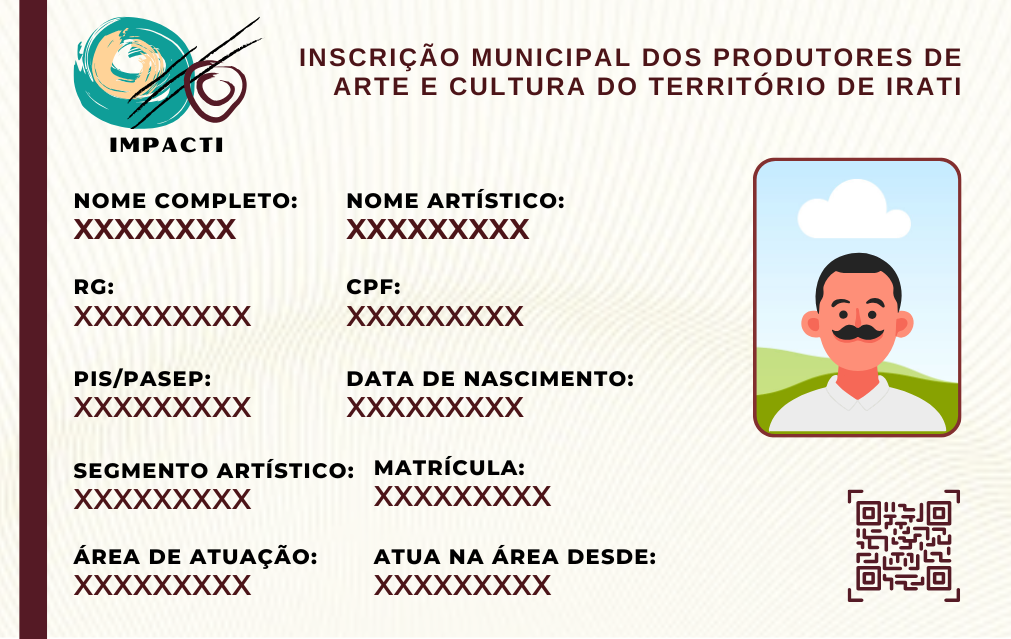 INSCRIÇÃO MUNICIPAL DOS PRODUTORES DE
ARTE E CULTURA DO TERRITÓRIO DE IRATI
IMPACTI
NOME COMPLETO:
XXXXXXXX
NOME ARTÍSTICO:
XXXXXXXXX
RG:
XXXXXXXXX
CPF:
XXXXXXXXX
PIS/PASEP:
XXXXXXXXX
DATA DE NASCIMENTO:
XXXXXXXXX
SEGMENTO ARTÍSTICO:
XXXXXXXXX
MATRÍCULA:
XXXXXXXXX
ÁREA DE ATUAÇÃO:
XXXXXXXXX
ATUA NA ÁREA DESDE:
XXXXXXXXX